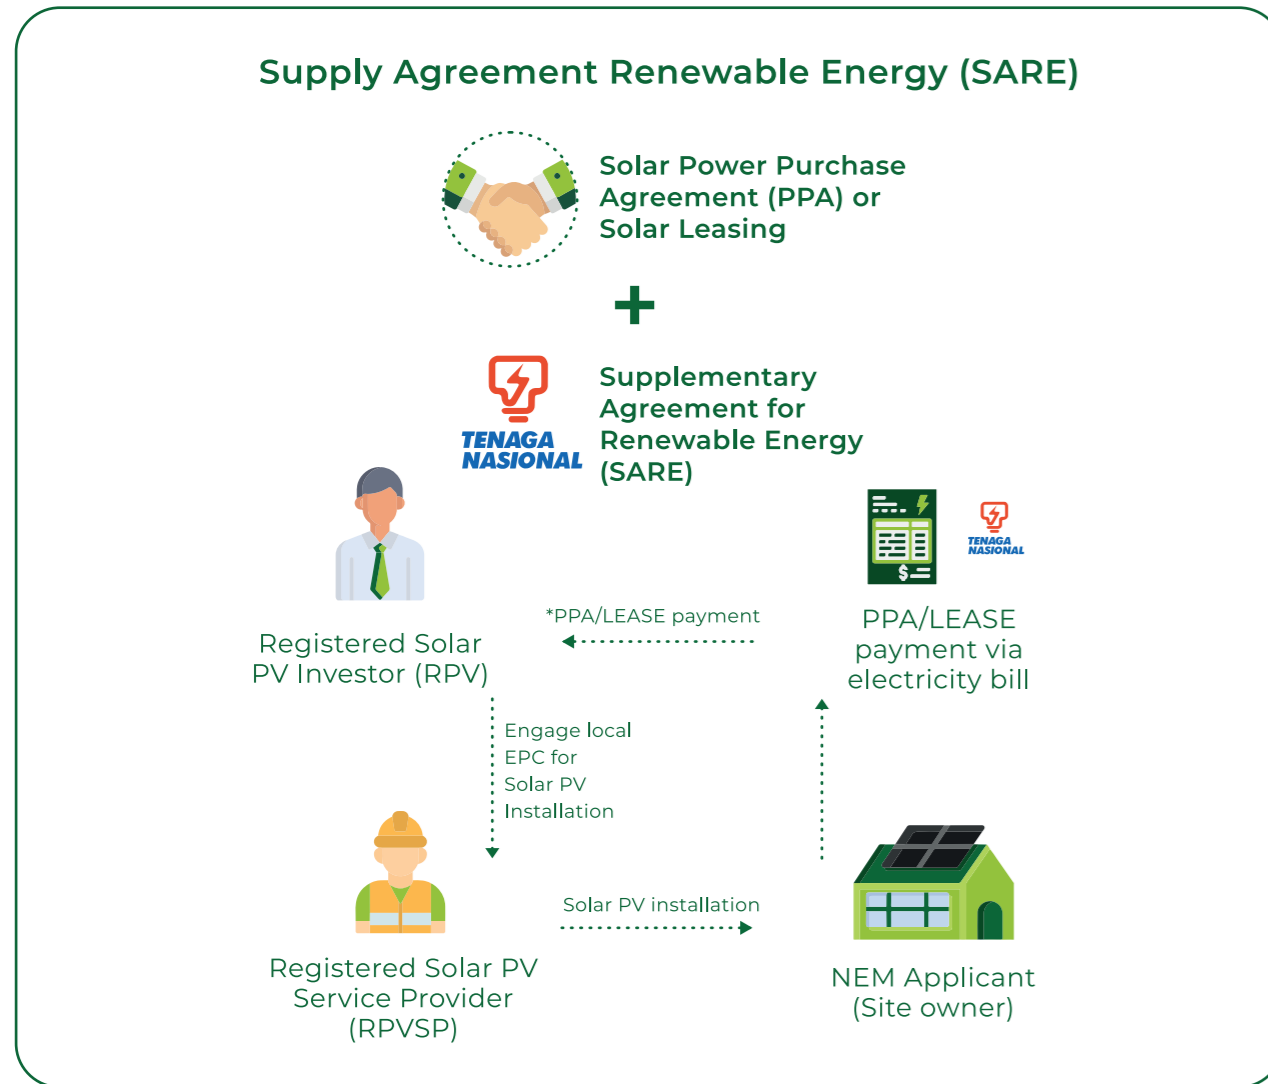 Supply Agreement Renewable Energy (SARE)
Solar Power Purchase
Agreement (PPA) or
Solar Leasing
+
TENAGA
NASIONAL
Supplementary
Agreement for
Renewable Energy
(SARE)
$
TENAGA
NASIONAL
Registered Solar
PV Investor (RPV)
*PPA/LEASE payment
PPA/LEASE
payment via
electricity bill
Engage local
EPC for
Solar PV
Installation
Registered Solar PV
Service Provider
(RPVSP)
Solar PV installation
NEM Applicant
(Site owner)